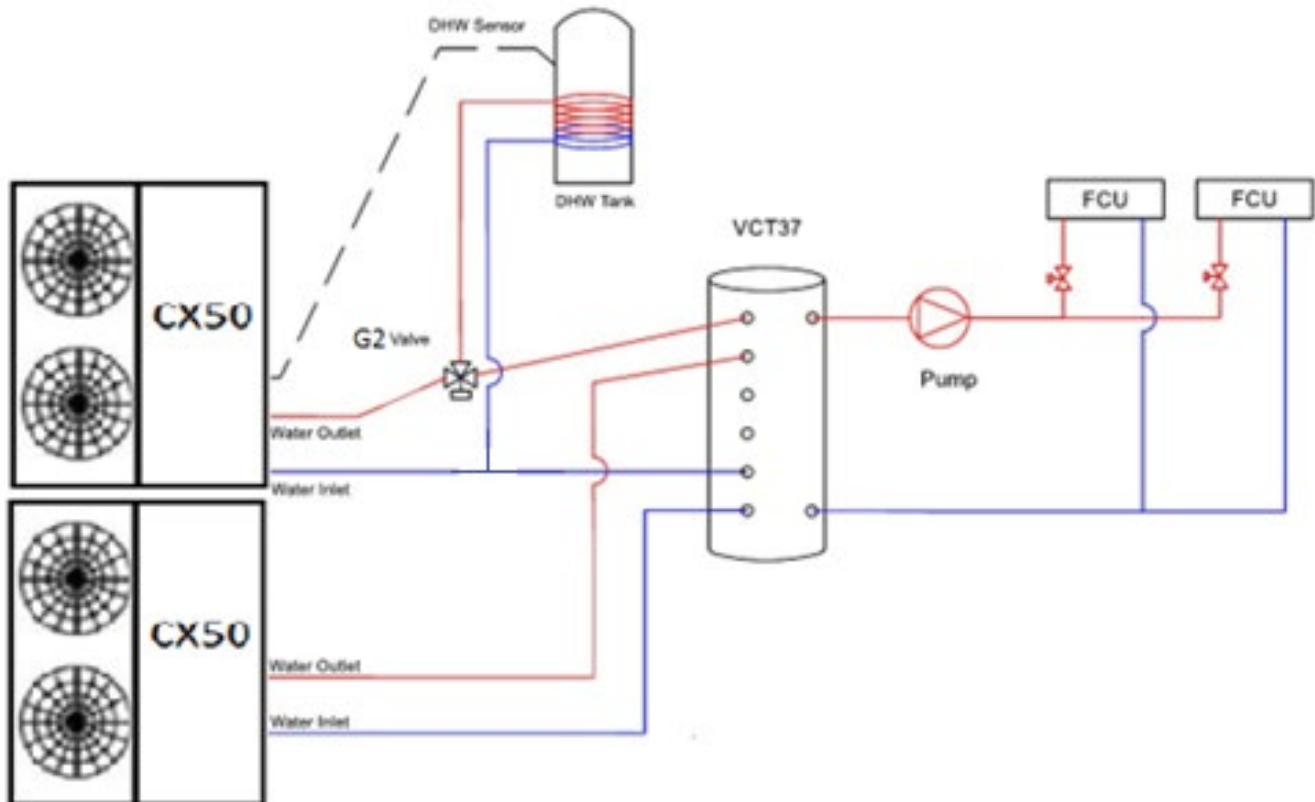 DHW Sensor
DHW Tank
CX50
G2 Valve
Water Outlet
Water Inlet
VCT37
Pump
FCU
FCU
CX50
Water Outlet
Water Inlet